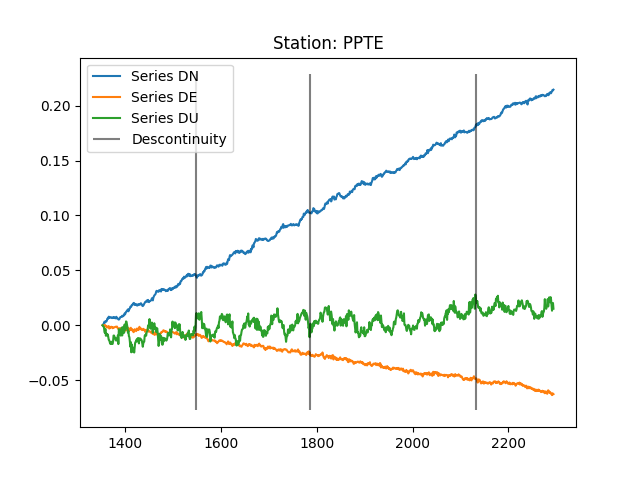 Station: PPTE
Series DN
Series DE
Series DU
Descontinuity
0.20
0.15
0.10
0.05
0.00
−0.05
1400 1600 1800 2000 2200